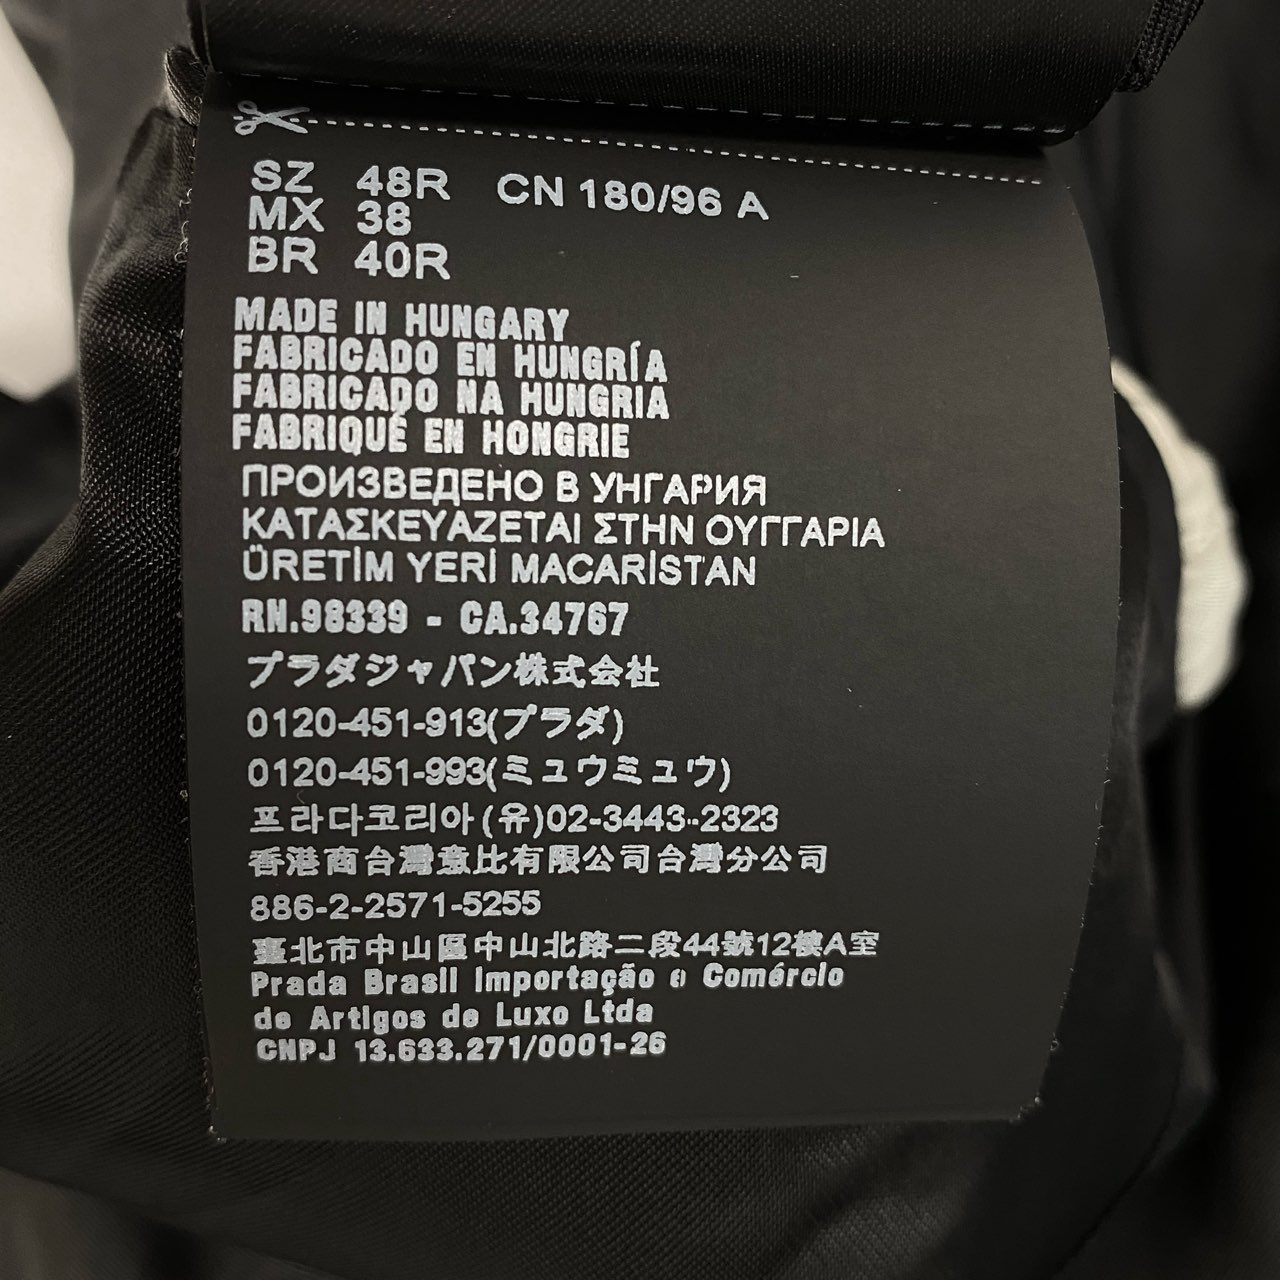 SZ 48R CN 180/96 A
MX 38
BR 40R
MADE IN HUNGARY
FABRICADO EN HUNGRÍA
FABRICADO NA HUNGRIA
FABRIQUÉ EN HONGRIE
ПРОИЗВЕДЕНО В УНГАРИЯ
ΚΑΤΑΣΚΕΥΑΖΕΤΑΙ ΣΤΗΝ ΟΥΓΓΑΡΙΑ
ÜRETİM YERİ MACARİSTAN
RN.98339 - CA.34767
プラダジャパン株式会社
0120-451-913(プラダ)
0120-451-993(ミュウミュウ)
프라다코리아(유)02-3443-2323
香港商台灣意比有限公司台灣分公司
886-2-2571-5255
臺北市中山區中山北路二段44號12樓A室
Prada Brasil Importação e Comércio
de Artigos de Luxo Ltda
CNPJ 13.633.271/0001-26